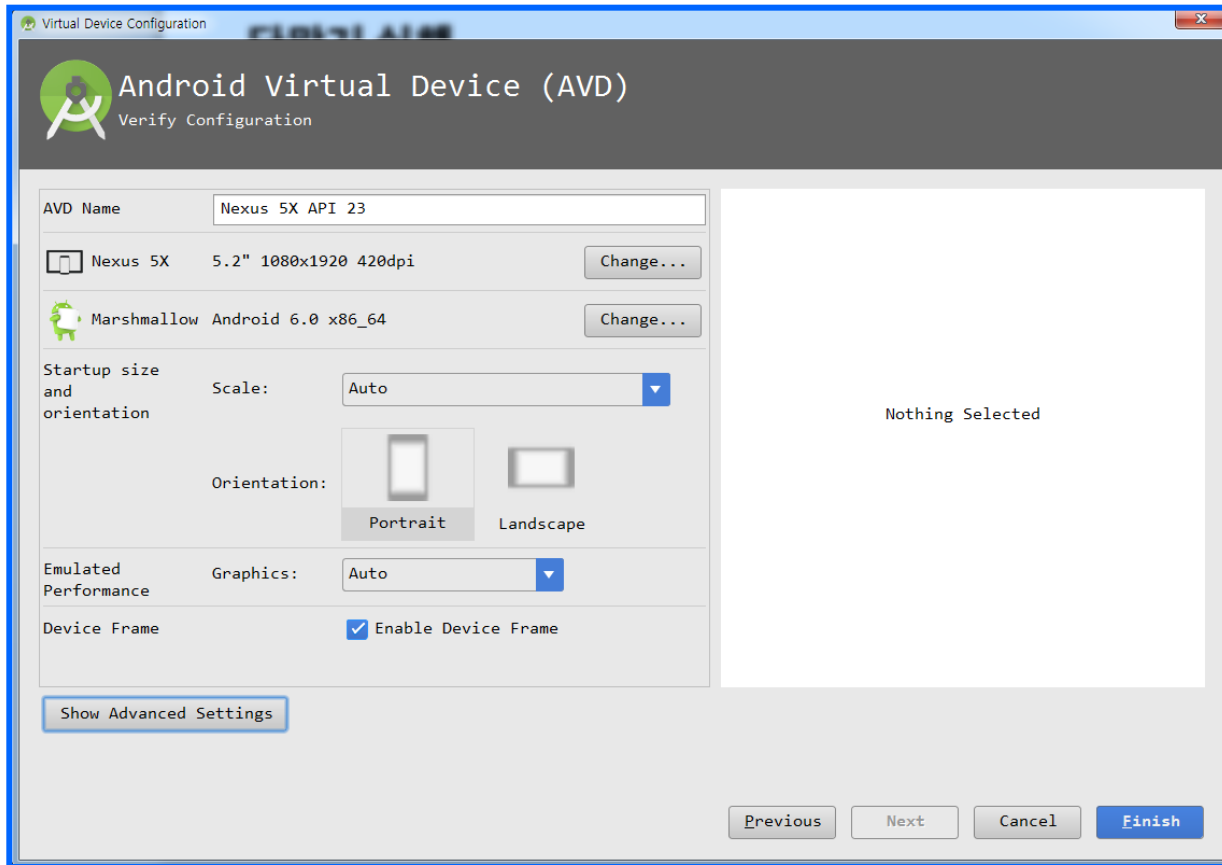 Virtual Device Configuration
Android Virtual Device (AVD)
Verify Configuration
AVD Name Nexus 5X API 23
Nexus 5X 5.2" 1080x1920 420dpi Change...
Marshmallow Android 6.0 x86_64 Change...
Startup size
and
orientation
Scale: Auto
Orientation:
Portrait Landscape
Emulated
Performance
Graphics: Auto
Device Frame Enable Device Frame
Nothing Selected
Show Advanced Settings
Previous Next Cancel Finish